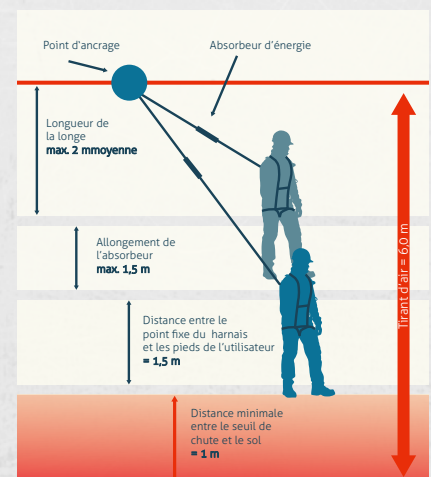 Point d'ancrage
Absorbeur d'énergie
Longueur de
la longe
max. 2 mmoyenne
Allongement de
l'absorbeur
max. 1,5 m
Distance entre le
point fixe du harnais
et les pieds de l'utilisateur
= 1,5 m
Distance minimale
entre le seuil de
chute et le sol
= 1 m
Tirant d'air = 6,0 m